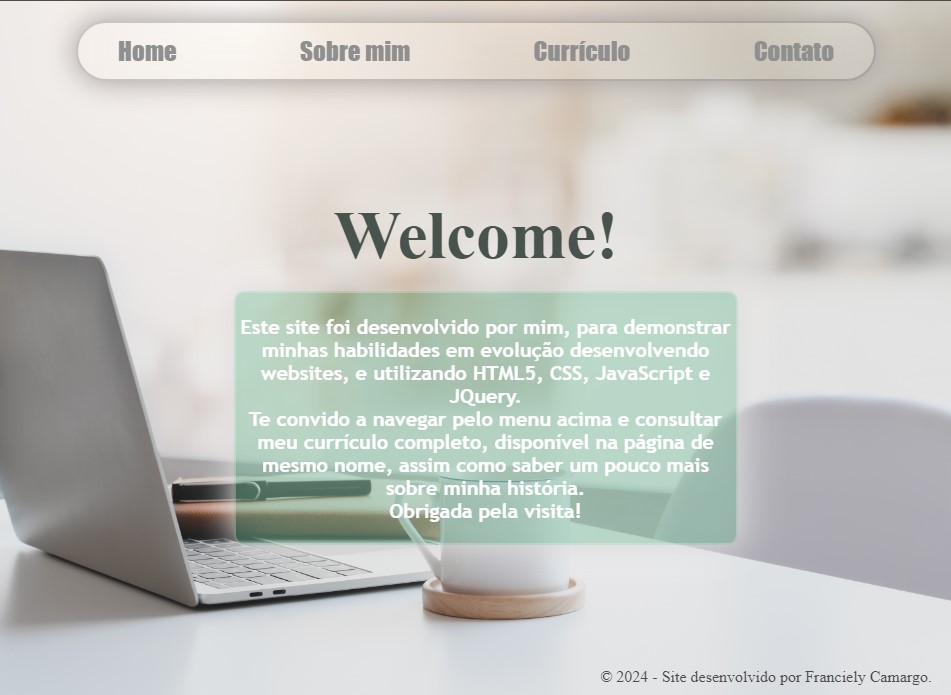 Home Sobre mim Currículo Contato
Welcome!
Este site foi desenvolvido por mim, para demonstrar
minhas habilidades em evolução desenvolvendo
websites, e utilizando HTML5, CSS, JavaScript e
JQuery.
Te convido a navegar pelo menu acima e consultar
meu currículo completo, disponível na página de
mesmo nome, assim como saber um pouco mais
sobre minha história.
Obrigada pela visita!
© 2024 - Site desenvolvido por Franciely Camargo.